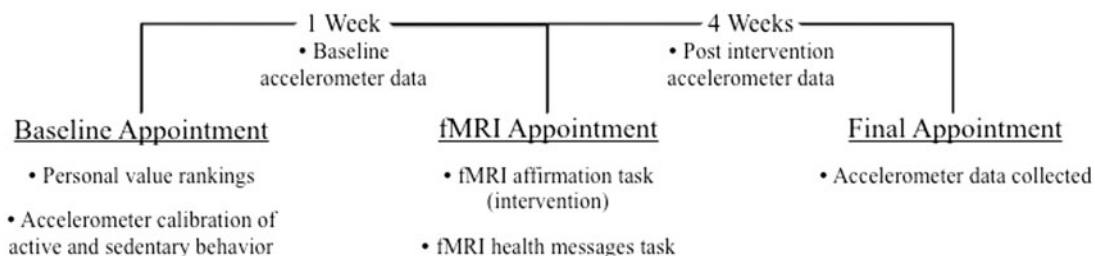 1 Week
• Baseline
accelerometer data
4 Weeks
• Post intervention
accelerometer data
Baseline Appointment
• Personal value rankings
• Accelerometer calibration of
active and sedentary behavior
fMRI Appointment
• fMRI affirmation task
(intervention)
• fMRI health messages task
Final Appointment
• Accelerometer data collected